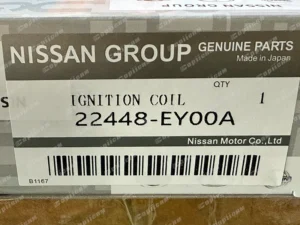 NISSAN GROUP
GENUINE PARTS
Made in Japan
QTY
IGNITION COIL 1
22448-EY00A
Nissan Motor Co.,Ltd
B1167